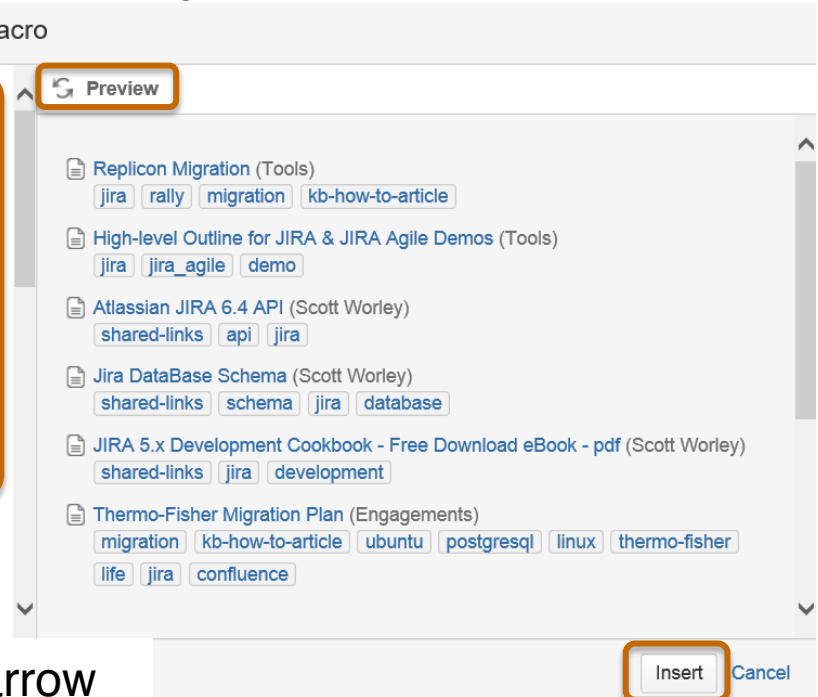 acro
Preview
Replicon Migration (Tools)
jira rally migration kb-how-to-article
High-level Outline for JIRA & JIRA Agile Demos (Tools)
jira jira_agile demo
Atlassian JIRA 6.4 API (Scott Worley)
shared-links api jira
Jira DataBase Schema (Scott Worley)
shared-links schema jira database
JIRA 5.x Development Cookbook - Free Download eBook - pdf (Scott Worley)
shared-links jira development
Thermo-Fisher Migration Plan (Engagements)
migration kb-how-to-article ubuntu postgresql linux thermo-fisher
life jira confluence
Insert Cancel
arrow